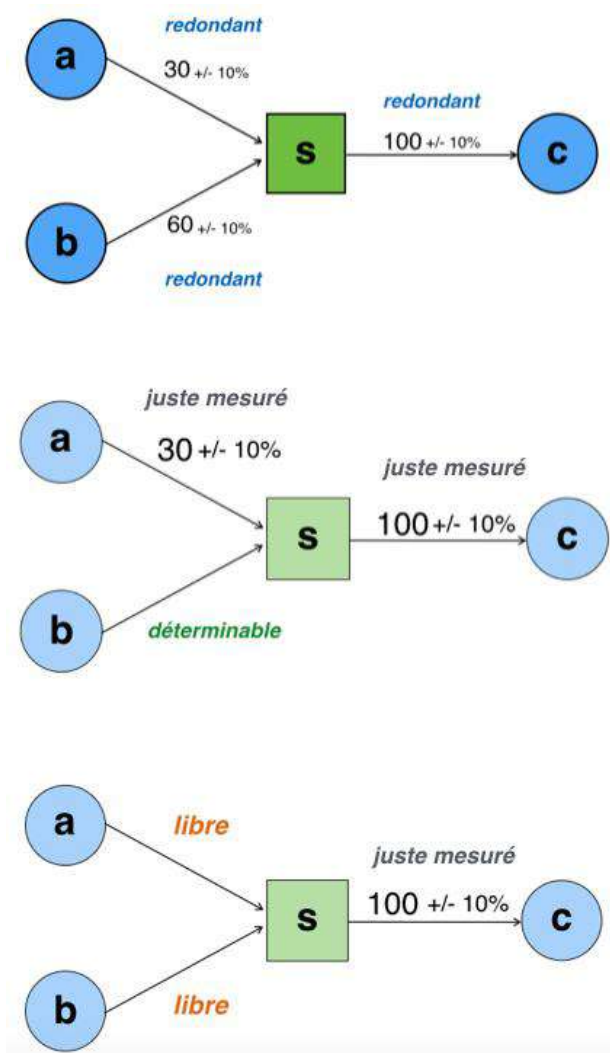 redondant
a
30 +/- 10%
redondant
s
100 +/- 10%
c
b
60 +/- 10%
redondant
juste mesuré
a
30 +/- 10%
juste mesuré
s
100 +/- 10%
c
b
déterminable
a
libre
juste mesuré
s
100 +/- 10%
c
b
libre